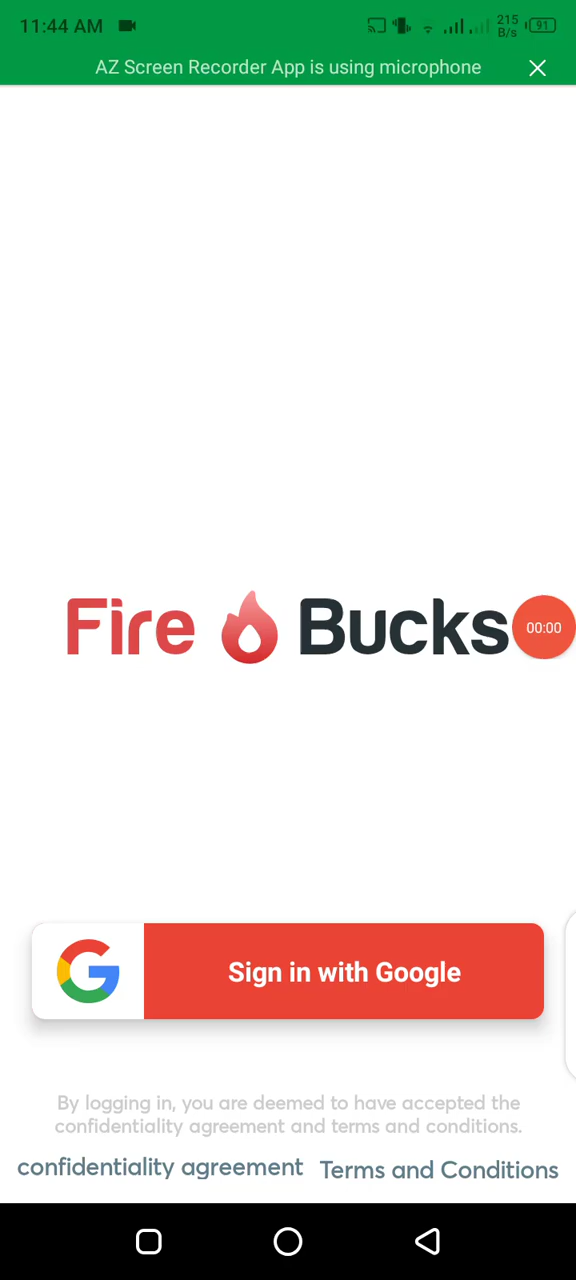 11:44 AM 215 B/s 91
AZ Screen Recorder App is using microphone
Fire Bucks
00:00
Sign in with Google
By logging in, you are deemed to have accepted the
confidentiality agreement and terms and conditions.
confidentiality agreement Terms and Conditions